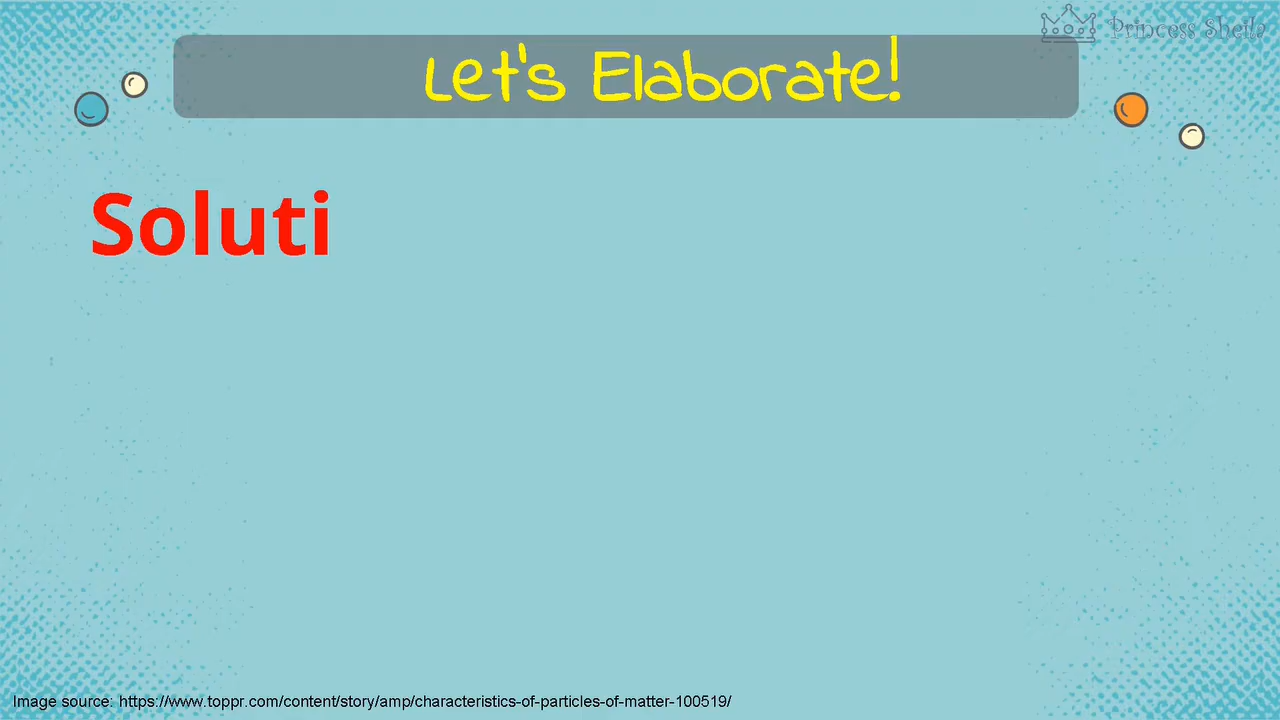 Princess Sheila
Let's Elaborate!
Soluti
Image source: https://www.toppr.com/content/story/amp/characteristics-of-particles-of-matter-100519/